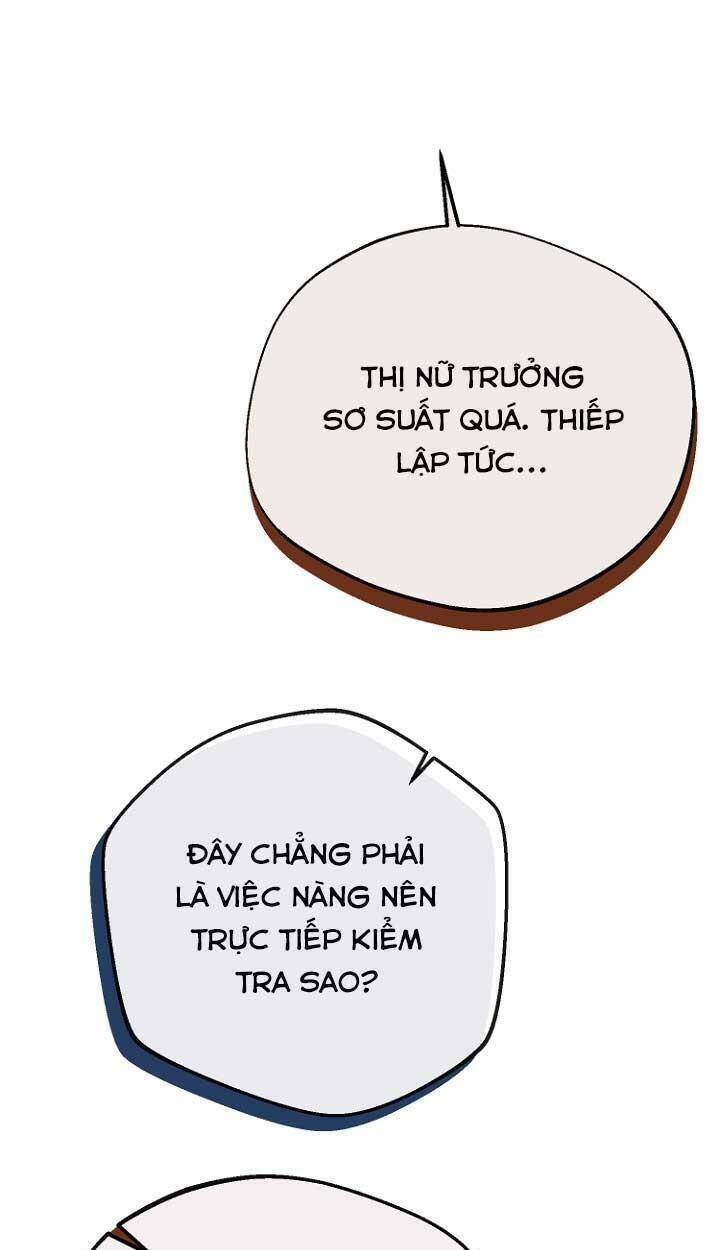 THỊ NỮ TRƯỞNG
SƠ SUẤT QUÁ. THIẾP
LẬP TỨC...
ĐÂY CHẲNG PHẢI
LÀ VIỆC NÀNG NÊN
TRỰC TIẾP KIỂM
TRA SAO?